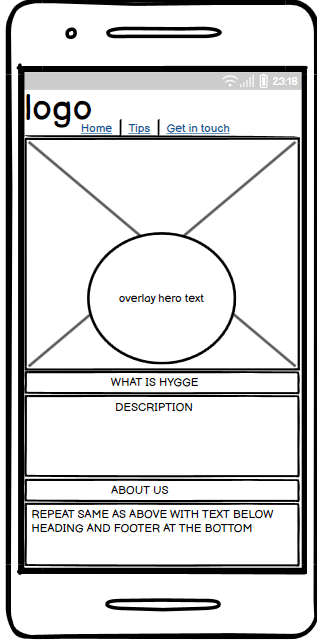 23:18
logo
Home | Tips | Get in touch
overlay hero text
WHAT IS HYGGE
DESCRIPTION
ABOUT US
REPEAT SAME AS ABOVE WITH TEXT BELOW
HEADING AND FOOTER AT THE BOTTOM